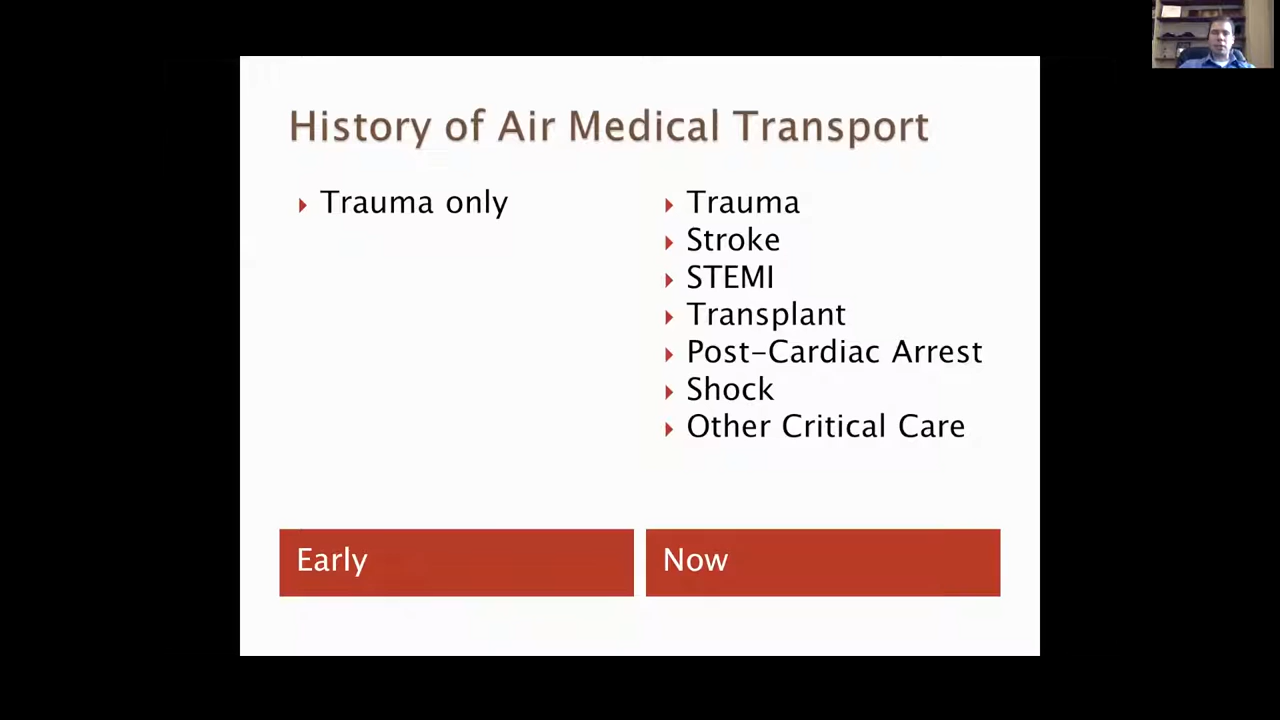 History of Air Medical Transport
Trauma only
Trauma
Stroke
STEMI
Transplant
Post-Cardiac Arrest
Shock
Other Critical Care
Early
Now